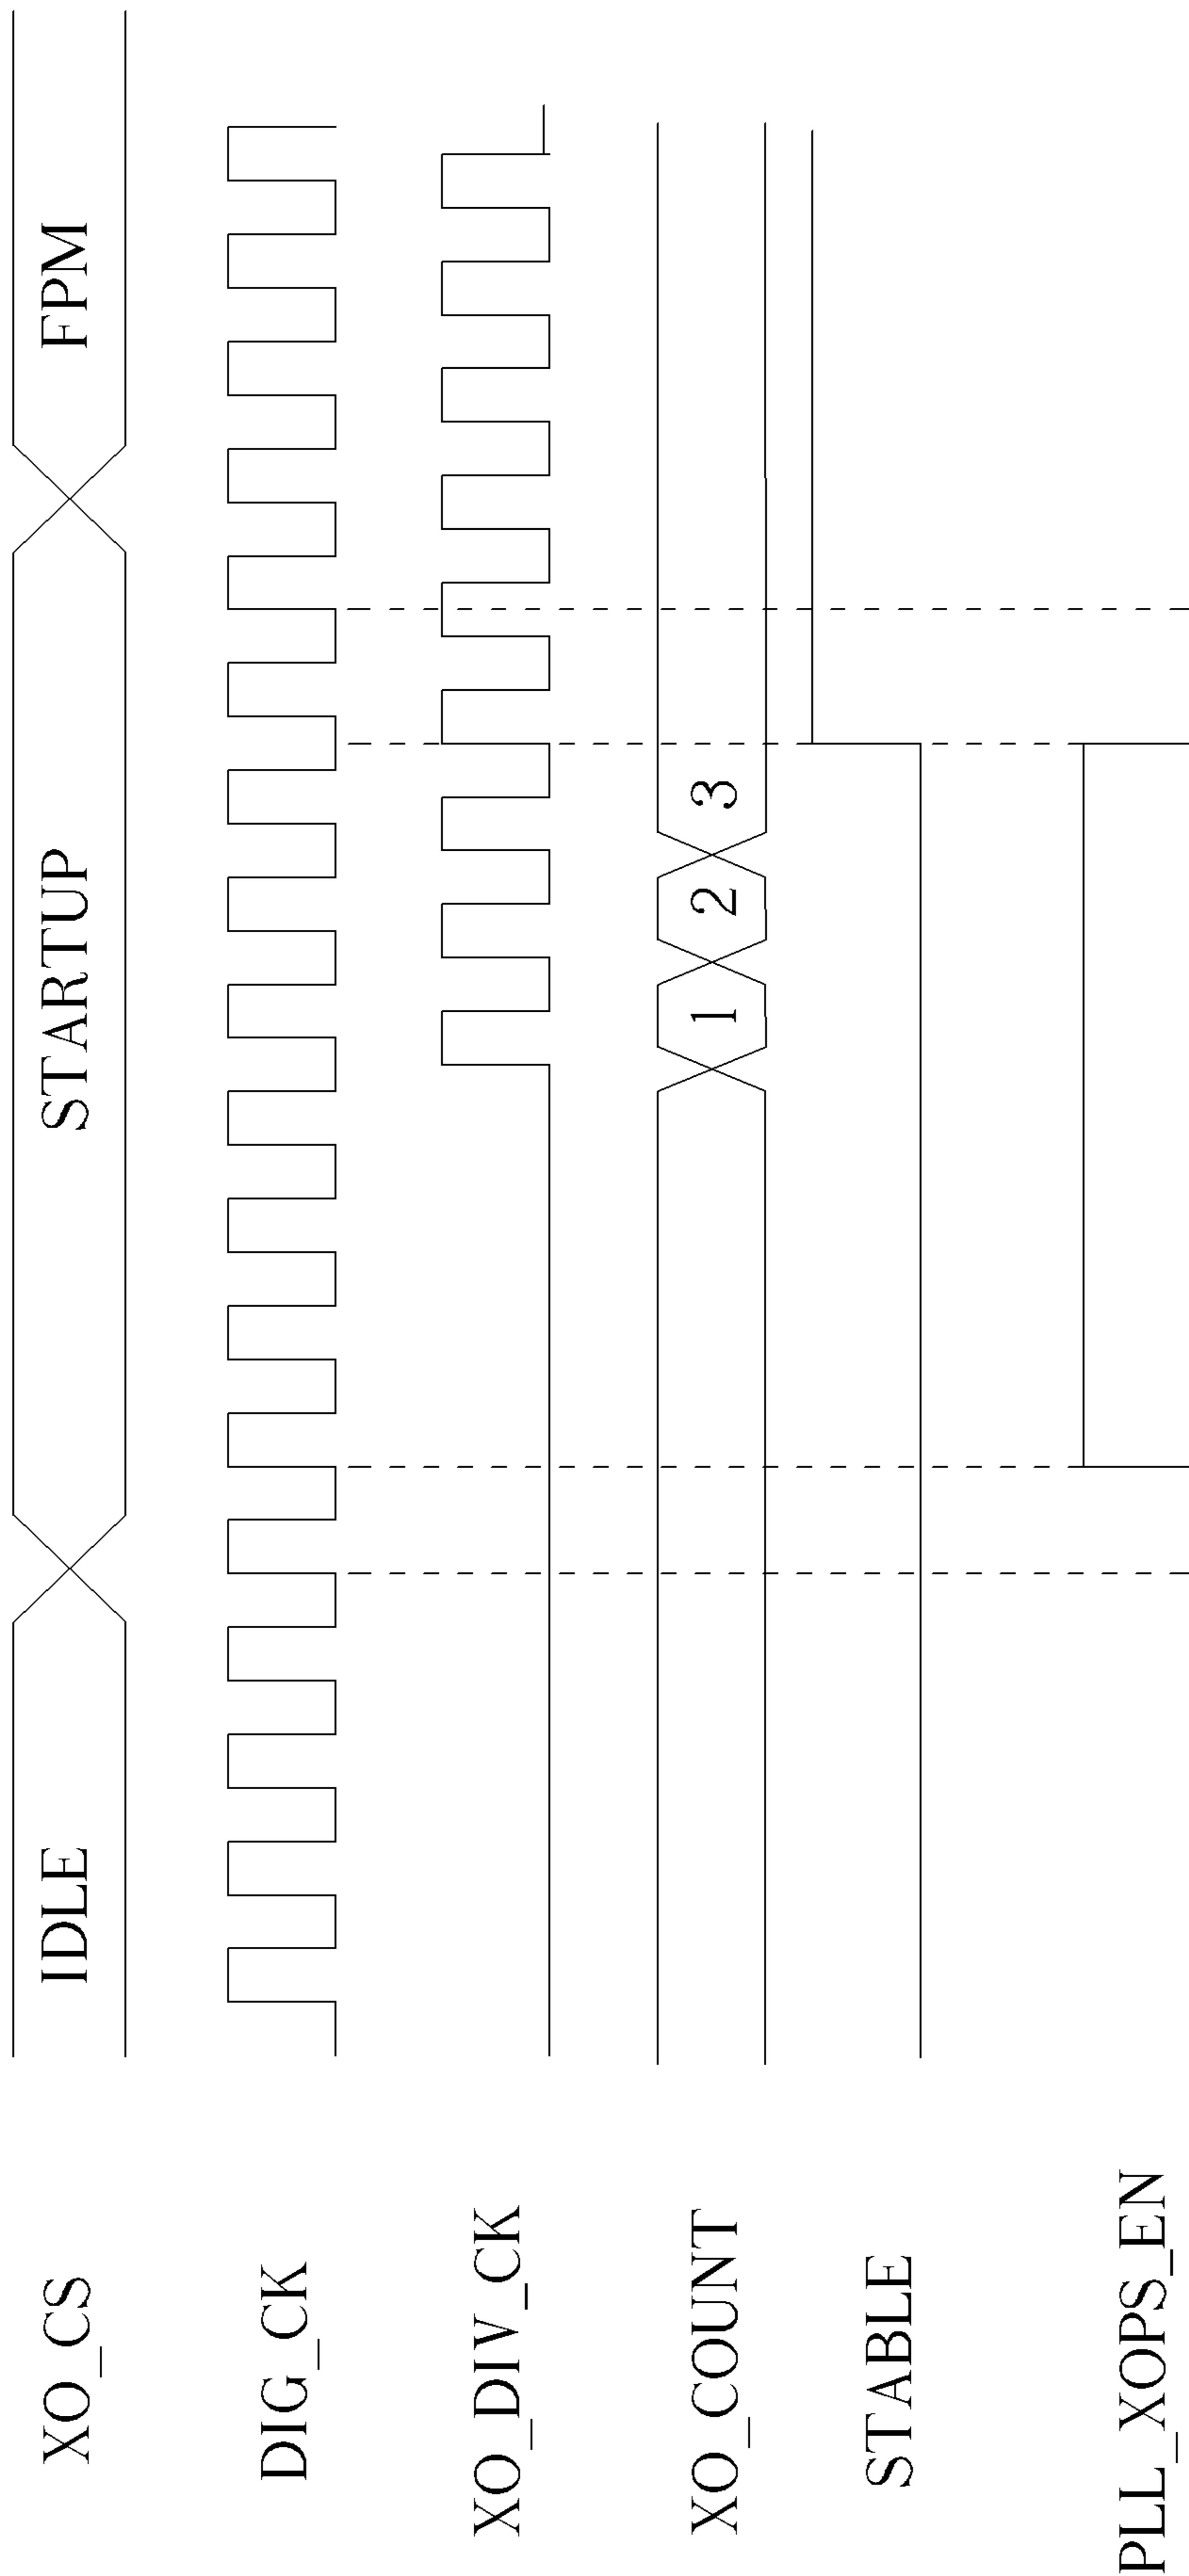 XO_CS
IDLE
STARTUP
FPM
DIG_CK
XO_DIV_CK
XO_COUNT
1
2
3
STABLE
PLL_XOPS_EN